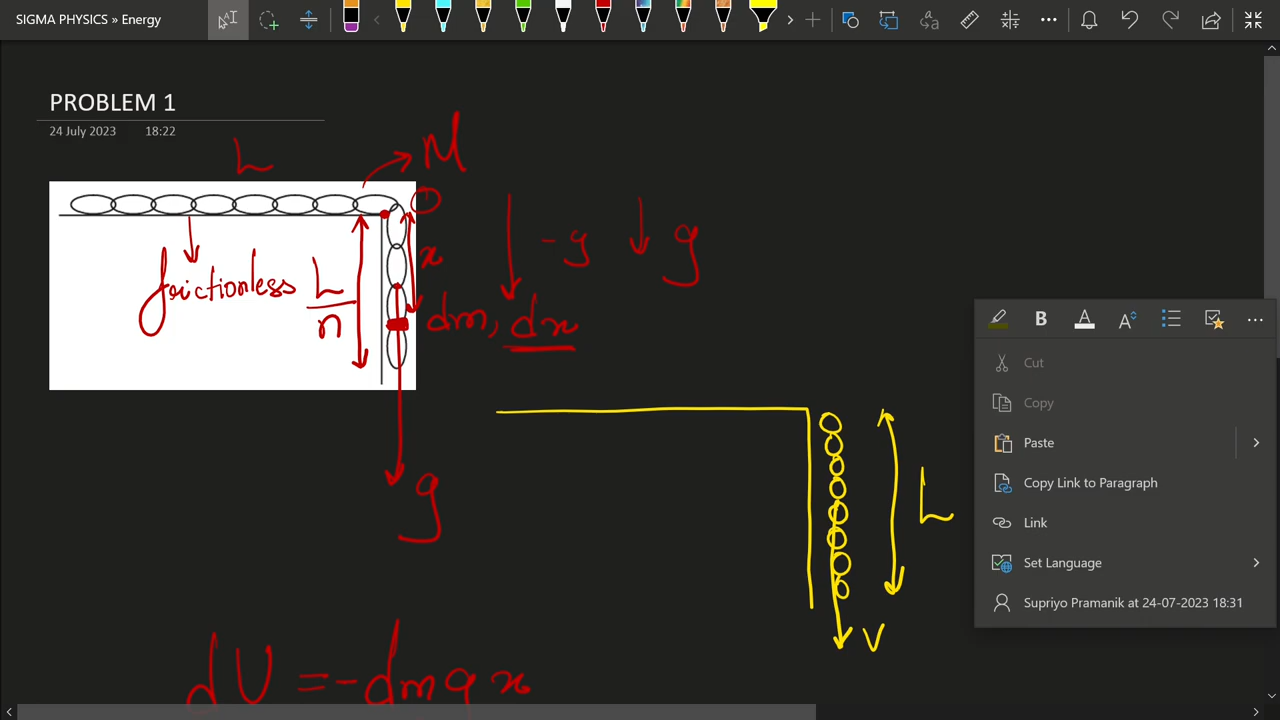 SIGMA PHYSICS » Energy
PROBLEM 1
24 July 2023 18:22
L
M
O
x
frictionless
L/n
dm, dx
-g
g
g
L
v
dU = -dm g x
B
A
A
Cut
Copy
Paste
Copy Link to Paragraph
Link
Set Language
Supriyo Pramanik at 24-07-2023 18:31